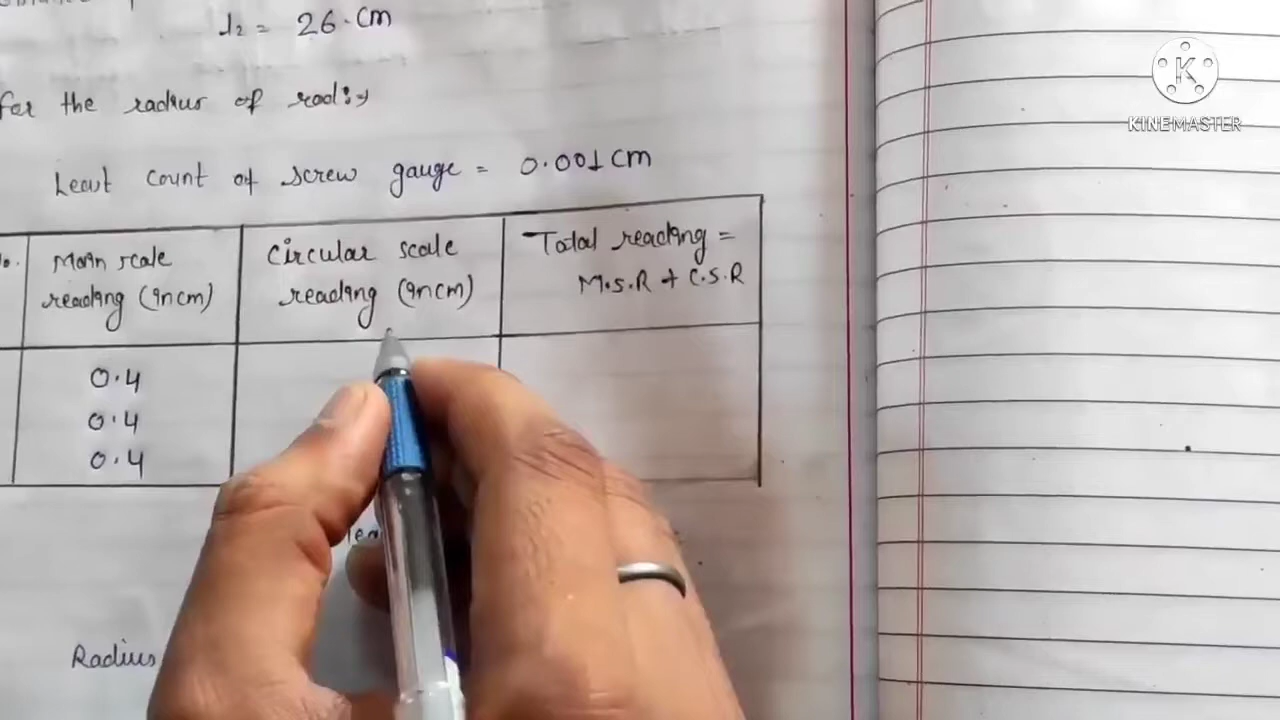 d₂ = 26. cm
for the radius of rod:→
Least count of screw gauge = 0.001 cm
Main scale reading (in cm)
Circular scale reading (in cm)
Total reading = M.S.R + C.S.R
0.4
0.4
0.4
Radius
K
KINEMASTER